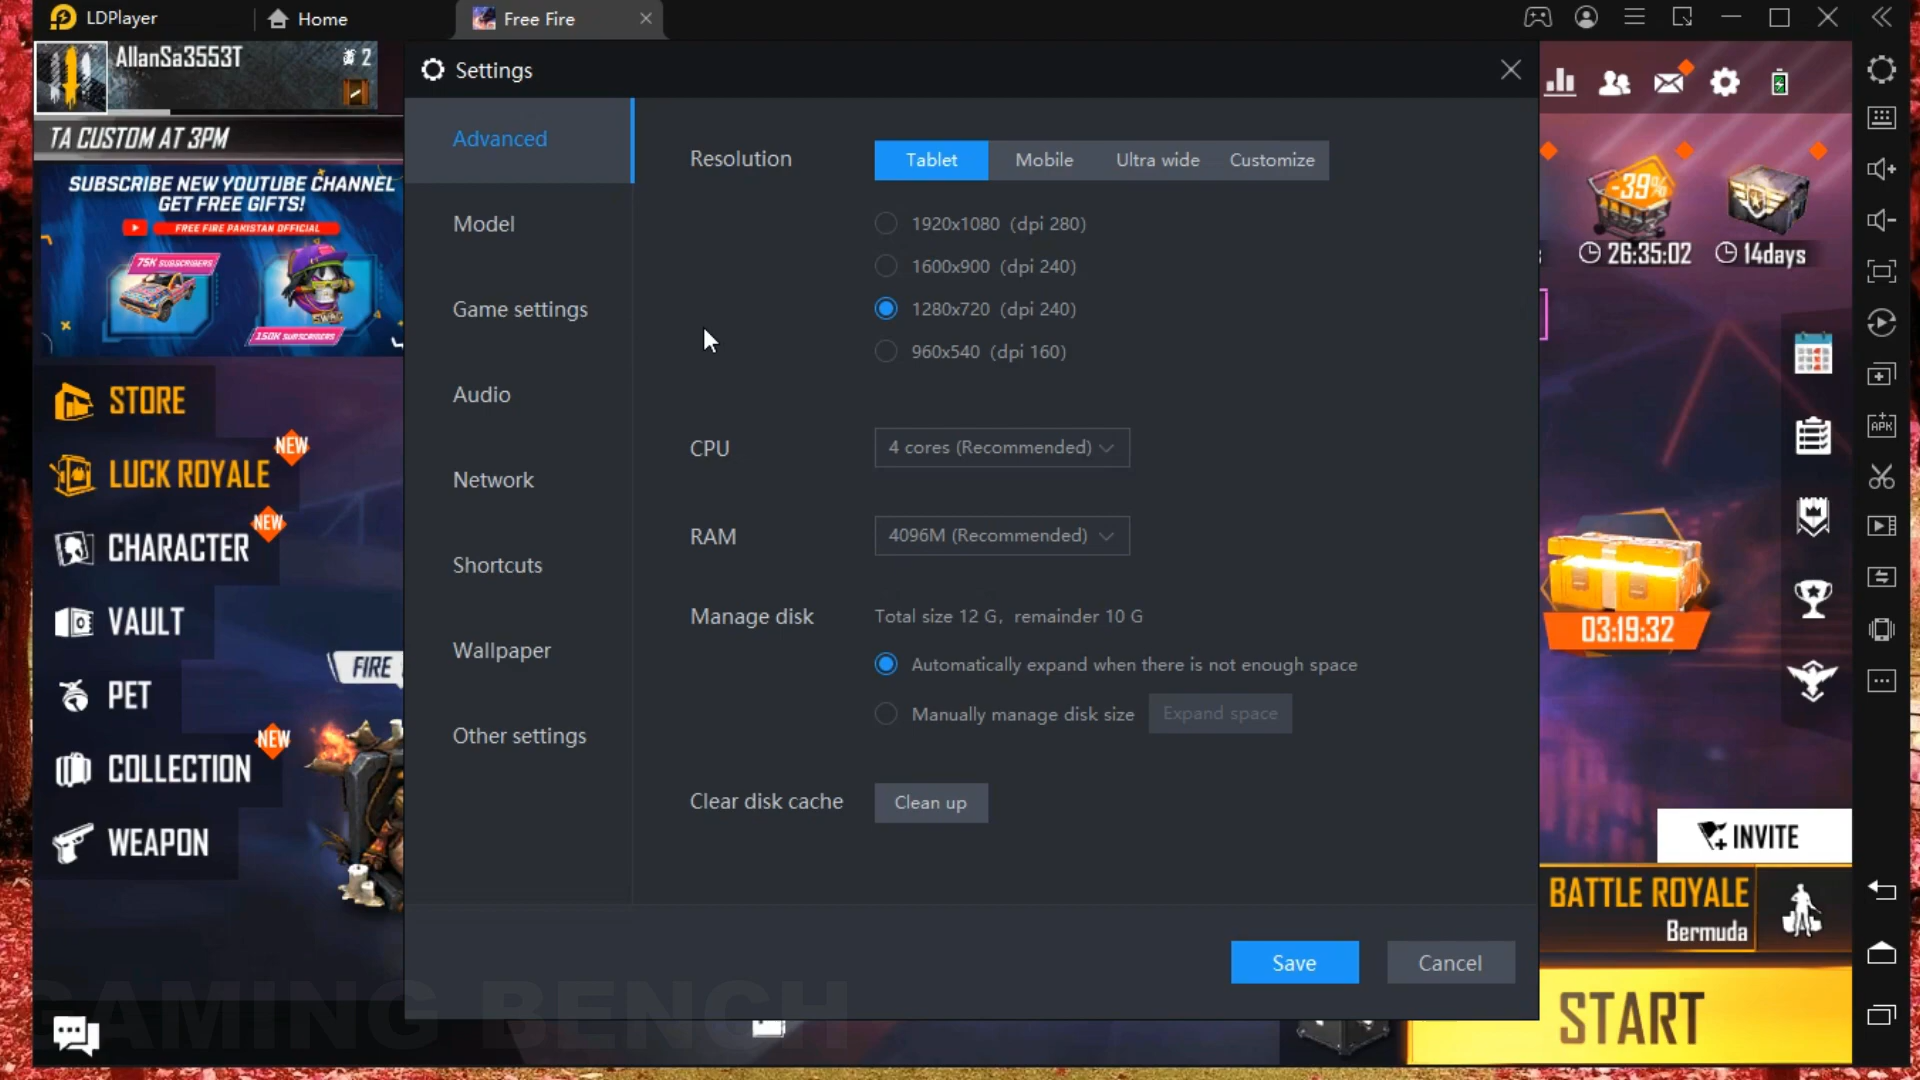 LDPlayer
Home
Free Fire
AllanSa3553T
2
TA CUSTOM AT 3PM
SUBSCRIBE NEW YOUTUBE CHANNEL
GET FREE GIFTS!
FREE FIRE PAKISTAN OFFICIAL
75K SUBSCRIBERS
150K SUBSCRIBERS
STORE
NEW
LUCK ROYALE
NEW
CHARACTER
VAULT
FIRE
PET
NEW
COLLECTION
WEAPON
Settings
Advanced
Model
Game settings
Audio
Network
Shortcuts
Wallpaper
Other settings
Resolution
Tablet
Mobile
Ultra wide
Customize
1920x1080 (dpi 280)
1600x900 (dpi 240)
1280x720 (dpi 240)
960x540 (dpi 160)
CPU
4 cores (Recommended)
RAM
4096M (Recommended)
Manage disk
Total size 12 G, remainder 10 G
Automatically expand when there is not enough space
Manually manage disk size
Expand space
Clear disk cache
Clean up
Save
Cancel
-39%
26:35:02
14days
03:19:32
INVITE
BATTLE ROYALE
Bermuda
START
APK
GAMING BENCH